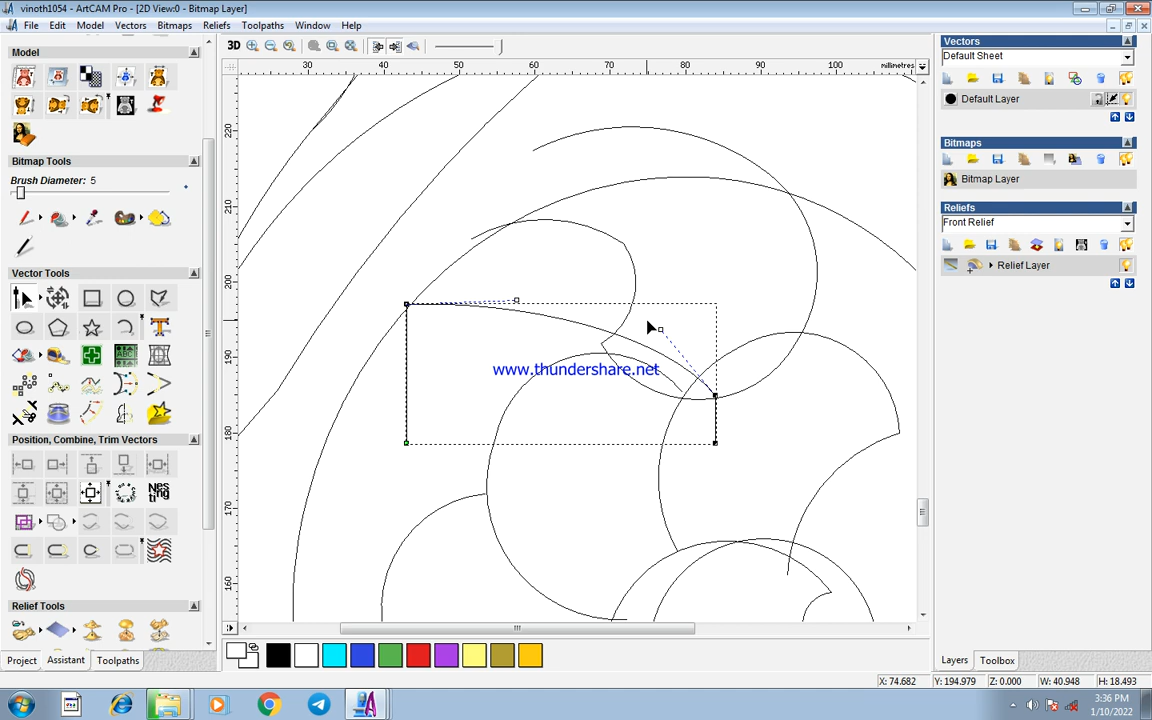 vinoth1054 - ArtCAM Pro - [2D View:0 - Bitmap Layer]
File Edit Model Vectors Bitmaps Reliefs Toolpaths Window Help
Model
Bitmap Tools
Brush Diameter: 5
Vector Tools
ABC
Position, Combine, Trim Vectors
Nes
ting
Relief Tools
Project Assistant Toolpaths
3D
30 40 50 60 70 80 90 100 millimetres
220
210
200
190
180
170
160
www.thundershare.net
Vectors
Default Sheet
Default Layer
Bitmaps
Bitmap Layer
Reliefs
Front Relief
Relief Layer
Layers Toolbox
X: 74.682 Y: 194.979 Z: 0.000 W: 40.948 H: 18.493
3:36 PM
1/10/2022